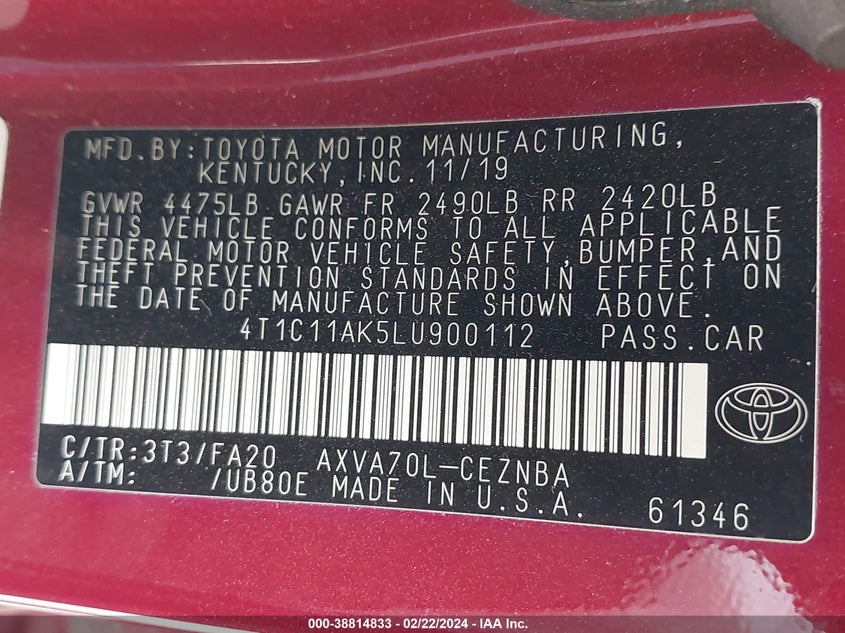 MFD.BY:TOYOTA MOTOR MANUFACTURING,
KENTUCKY,INC.11/19
GVWR 4475LB GAWR FR 2490LB RR 2420LB
THIS VEHICLE CONFORMS TO ALL APPLICABLE
FEDERAL MOTOR VEHICLE SAFETY,BUMPER,AND
THEFT PREVENTION STANDARDS IN EFFECT ON
THE DATE OF MANUFACTURE SHOWN ABOVE.
4T1C11AK5LU900112 PASS.CAR
C/TR:3T3/FA20 AXVA70L-CEZNBA
A/TM: /UB80E MADE IN U.S.A. 61346
000-38814833 - 02/22/2024 - IAA Inc.